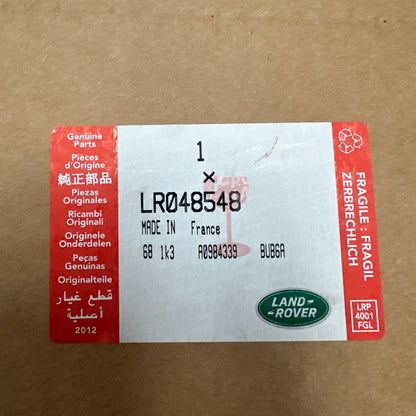 Genuine
Parts
Pièces
d'Origine
純正部品
Piezas
Originales
Ricambi
Originali
Originele
Onderdelen
Peças
Genuinas
Originalteile
قطع غيار
أصلية
2012
1
x
LR048548
MADE IN France
68 1k3 A0984339 BUB6A
LAND-
-ROVER
FRAGILE : FRAGIL
ZERBRECHLICH
LRP
4001
FGL